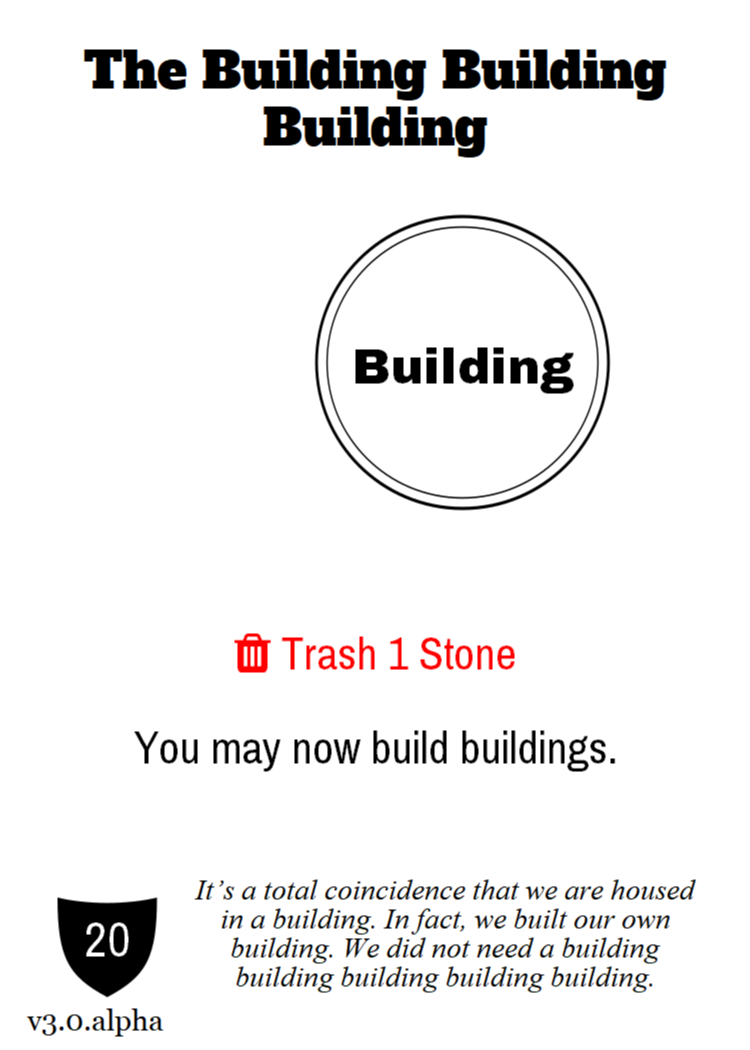 The Building Building
Building
Building
Trash 1 Stone
You may now build buildings.
It's a total coincidence that we are housed
in a building. In fact, we built our own
building. We did not need a building
building building building building.
20
v3.0.alpha